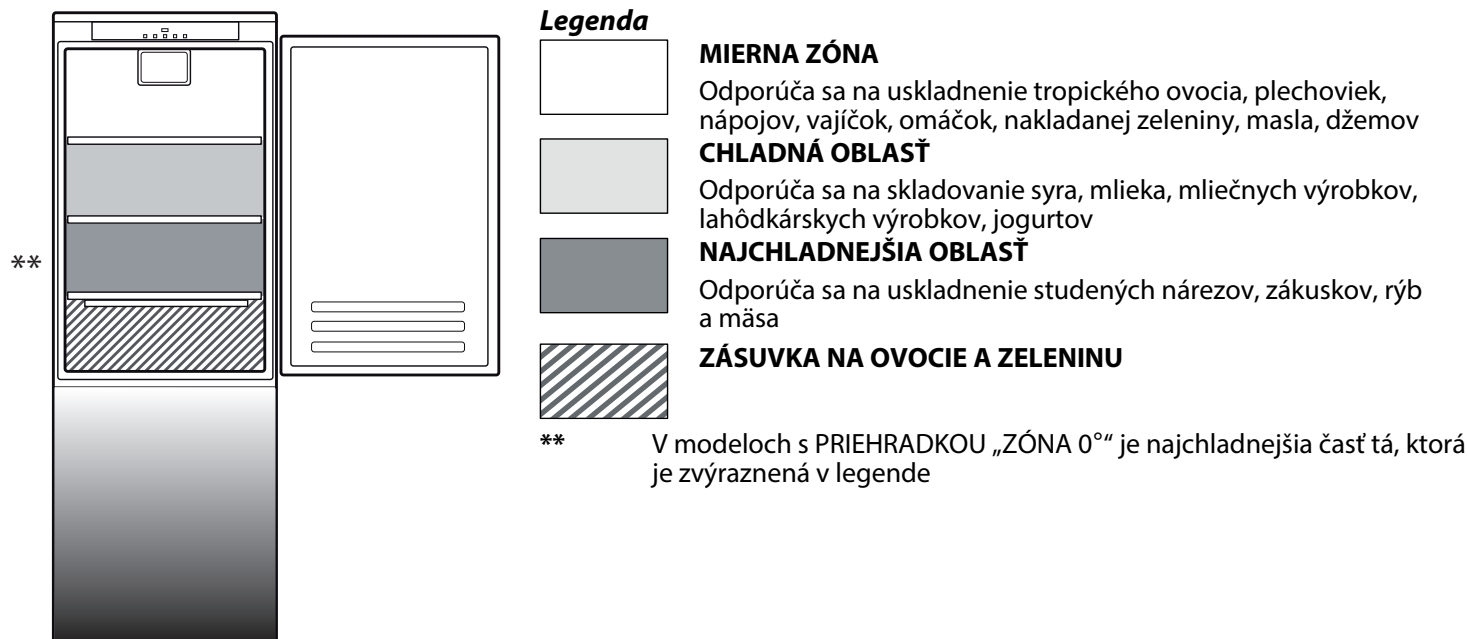 Legenda
MIERNA ZÓNA
Odporúča sa na uskladnenie tropického ovocia, plechoviek,
nápojov, vajíčok, omáčok, nakladanej zeleniny, masla, džemov
CHLADNÁ OBLASŤ
Odporúča sa na skladovanie syra, mlieka, mliečnych výrobkov,
lahôdkárskych výrobkov, jogurtov
NAJCHLADNEJŠIA OBLASŤ
Odporúča sa na uskladnenie studených nárezov, zákuskov, rýb
a mäsa
ZÁSUVKA NA OVOCIE A ZELENINU
**
** V modeloch s PRIEHRADKOU „ZÓNA 0°“ je najchladnejšia časť tá, ktorá
je zvýraznená v legende